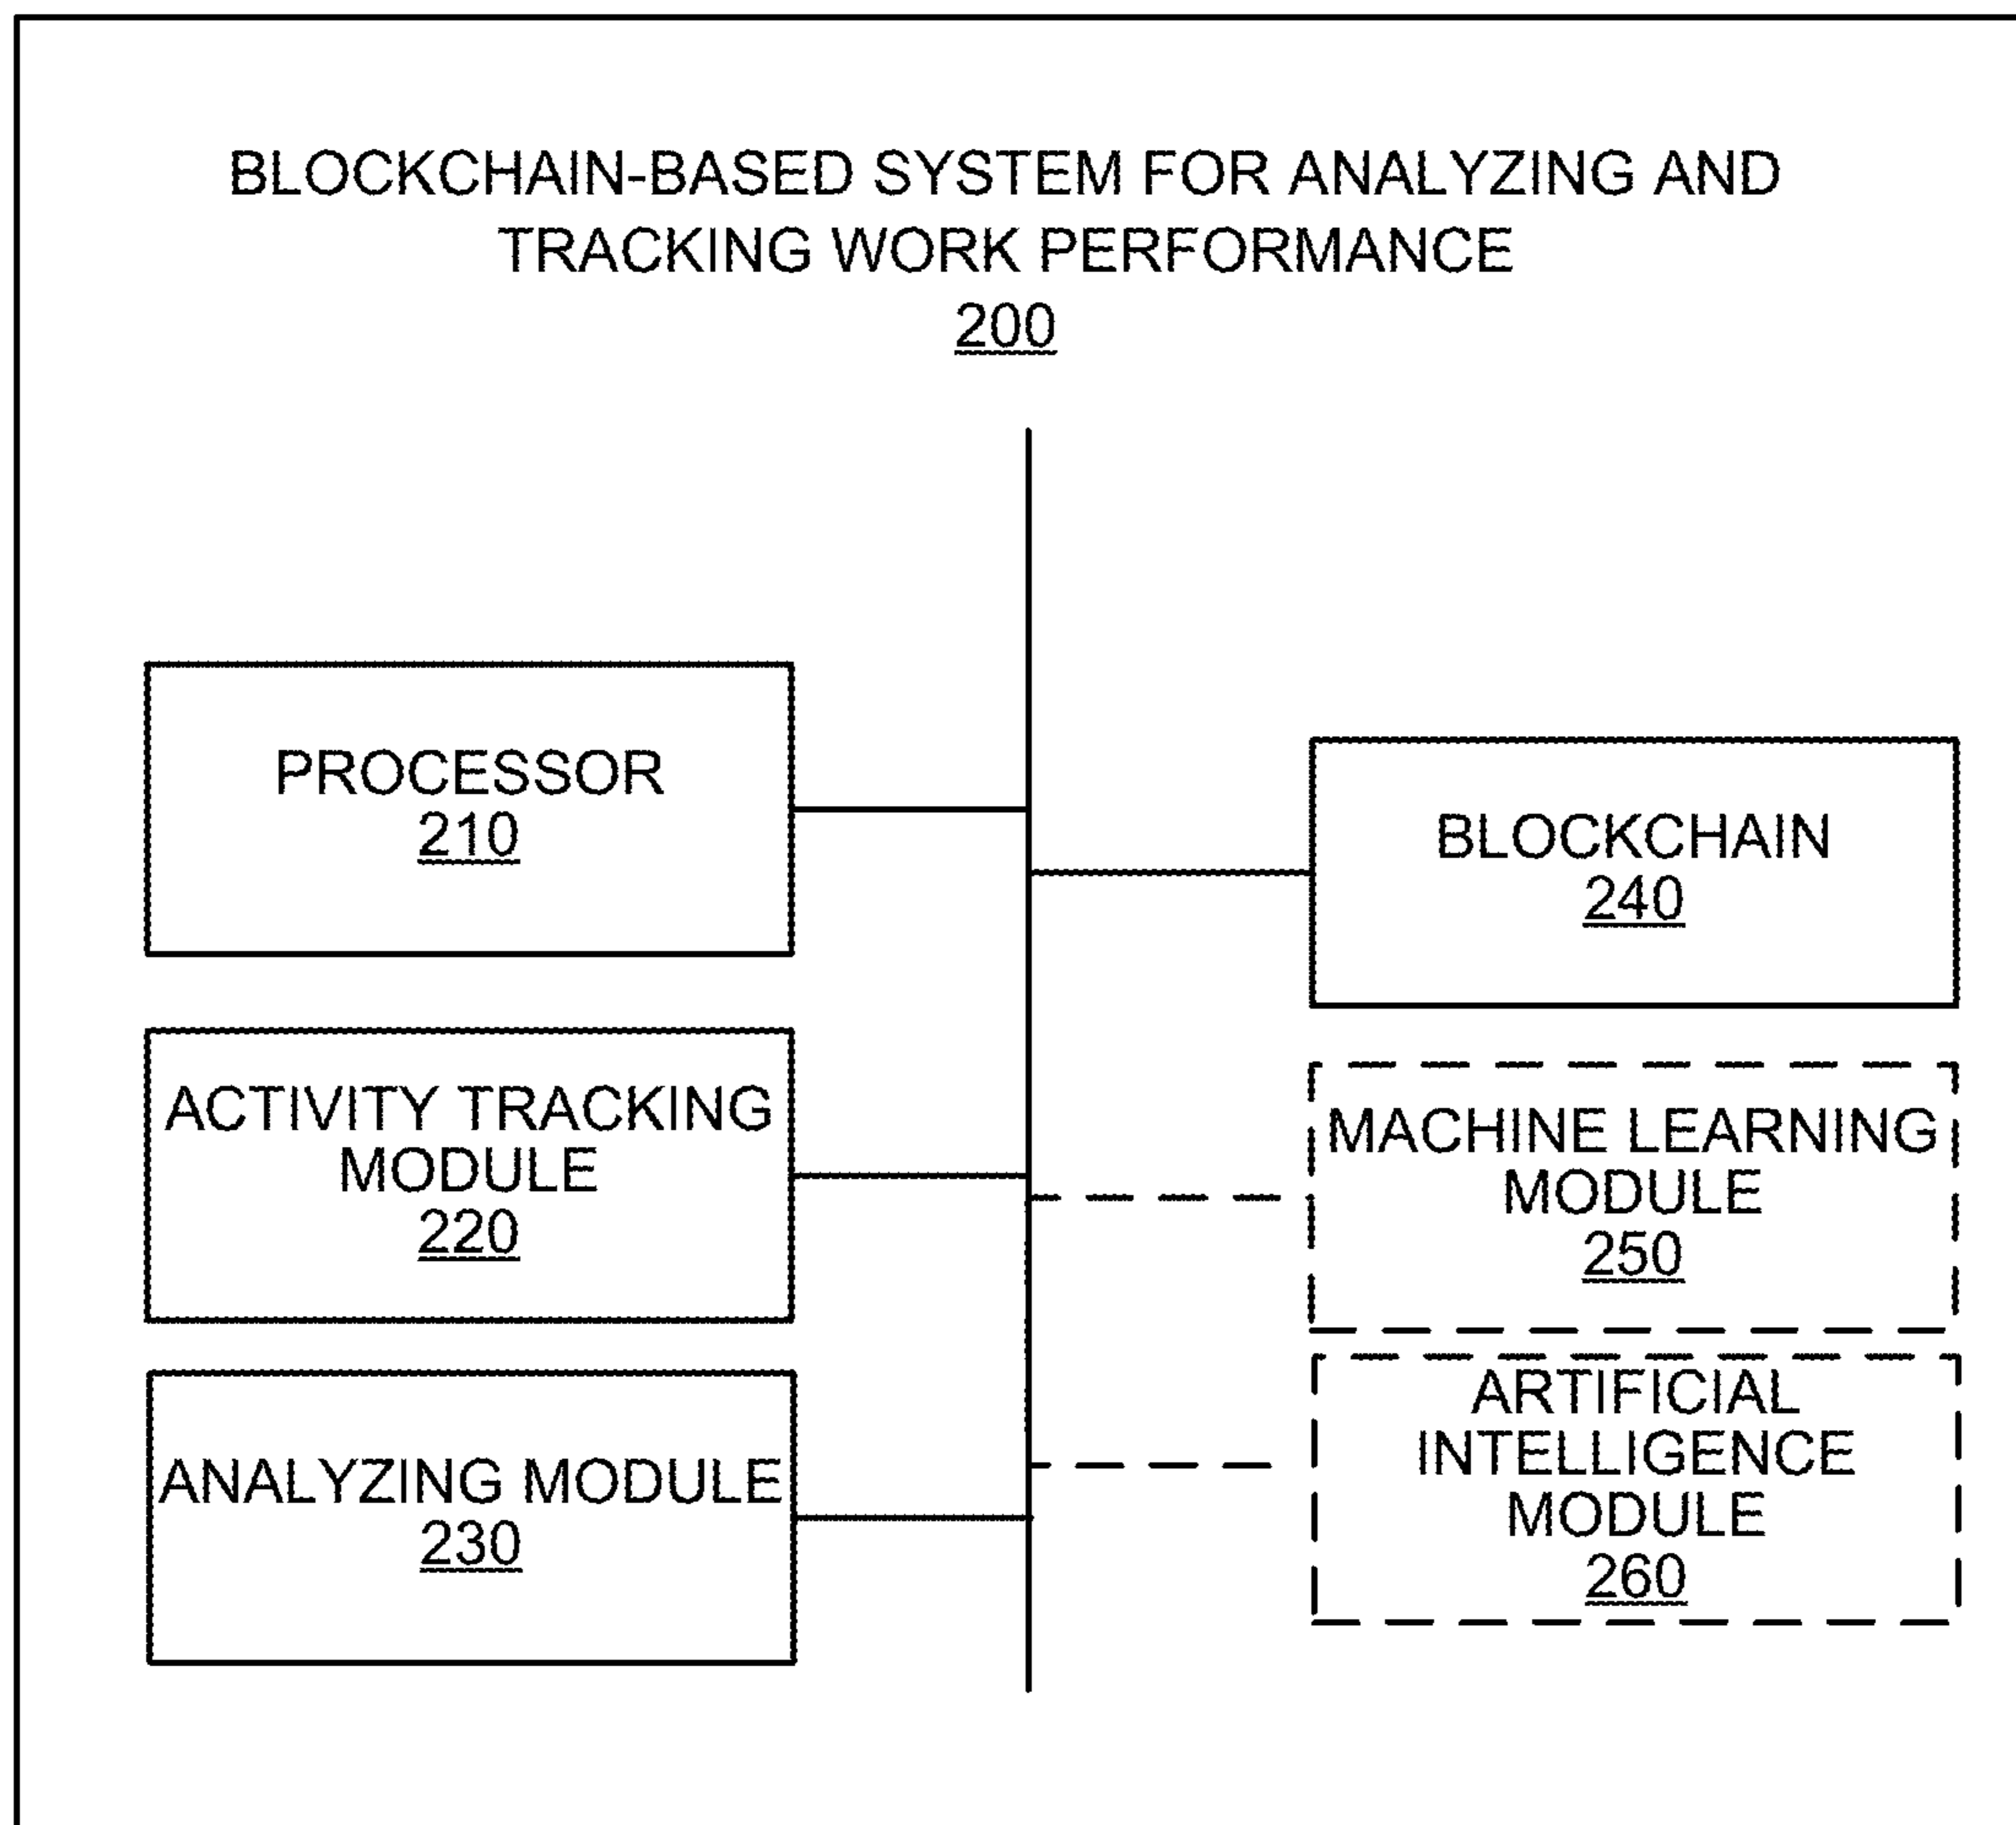 BLOCKCHAIN-BASED SYSTEM FOR ANALYZING AND
TRACKING WORK PERFORMANCE
200
PROCESSOR
210
ACTIVITY TRACKING
MODULE
220
ANALYZING MODULE
230
BLOCKCHAIN
240
MACHINE LEARNING
MODULE
250
ARTIFICIAL
INTELLIGENCE
MODULE
260